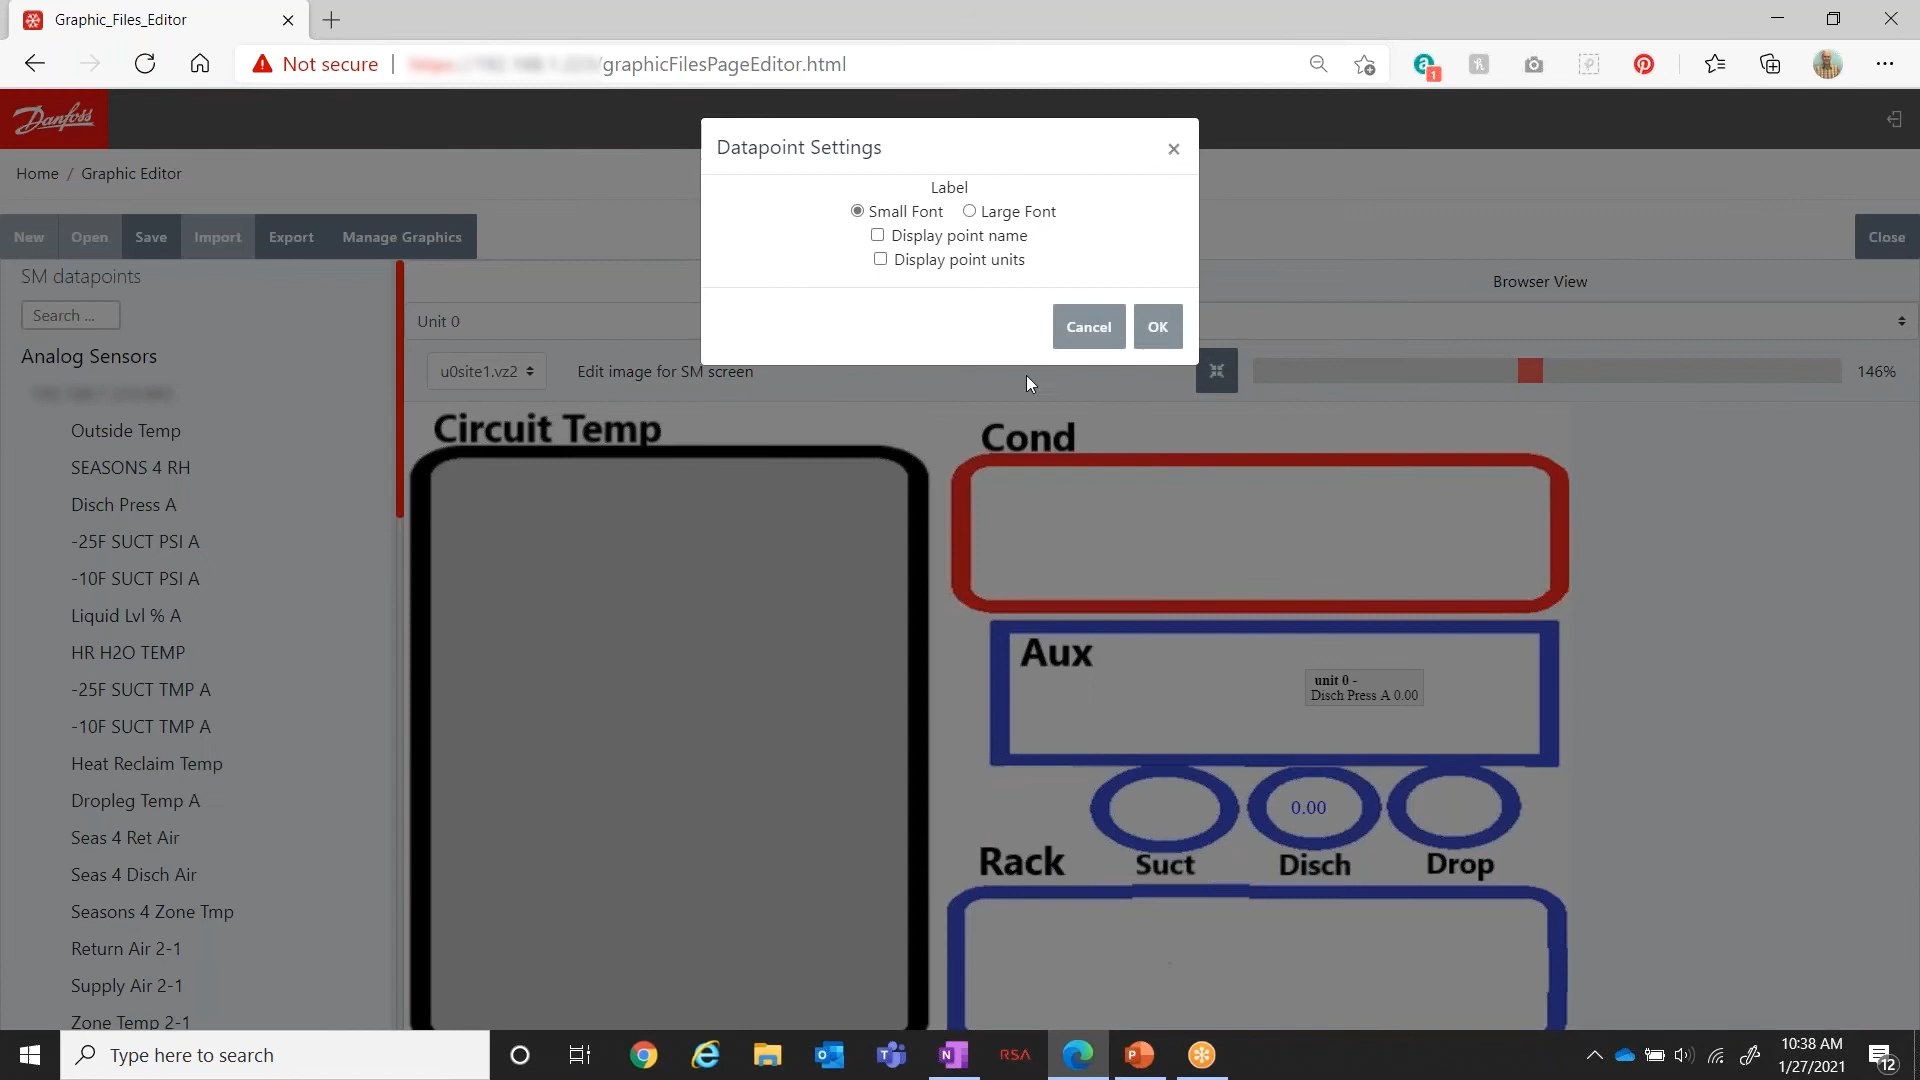 Graphic_Files_Editor
Not secure
/graphicFilesPageEditor.html
1
Danfoss
Home / Graphic Editor
New Open Save Import Export Manage Graphics
Close
Datapoint Settings
Label
Small Font Large Font
Display point name
Display point units
Cancel OK
SM datapoints
Search ...
Browser View
Unit 0
u0site1.vz2
Edit image for SM screen
146%
Analog Sensors
Outside Temp
SEASONS 4 RH
Disch Press A
-25F SUCT PSI A
-10F SUCT PSI A
Liquid Lvl % A
HR H2O TEMP
-25F SUCT TMP A
-10F SUCT TMP A
Heat Reclaim Temp
Dropleg Temp A
Seas 4 Ret Air
Seas 4 Disch Air
Seasons 4 Zone Tmp
Return Air 2-1
Supply Air 2-1
Zone Temp 2-1
Circuit Temp
Cond
Aux
unit 0 -
Disch Press A 0.00
0.00
Rack Suct Disch Drop
Type here to search
RSA
10:38 AM
1/27/2021
12